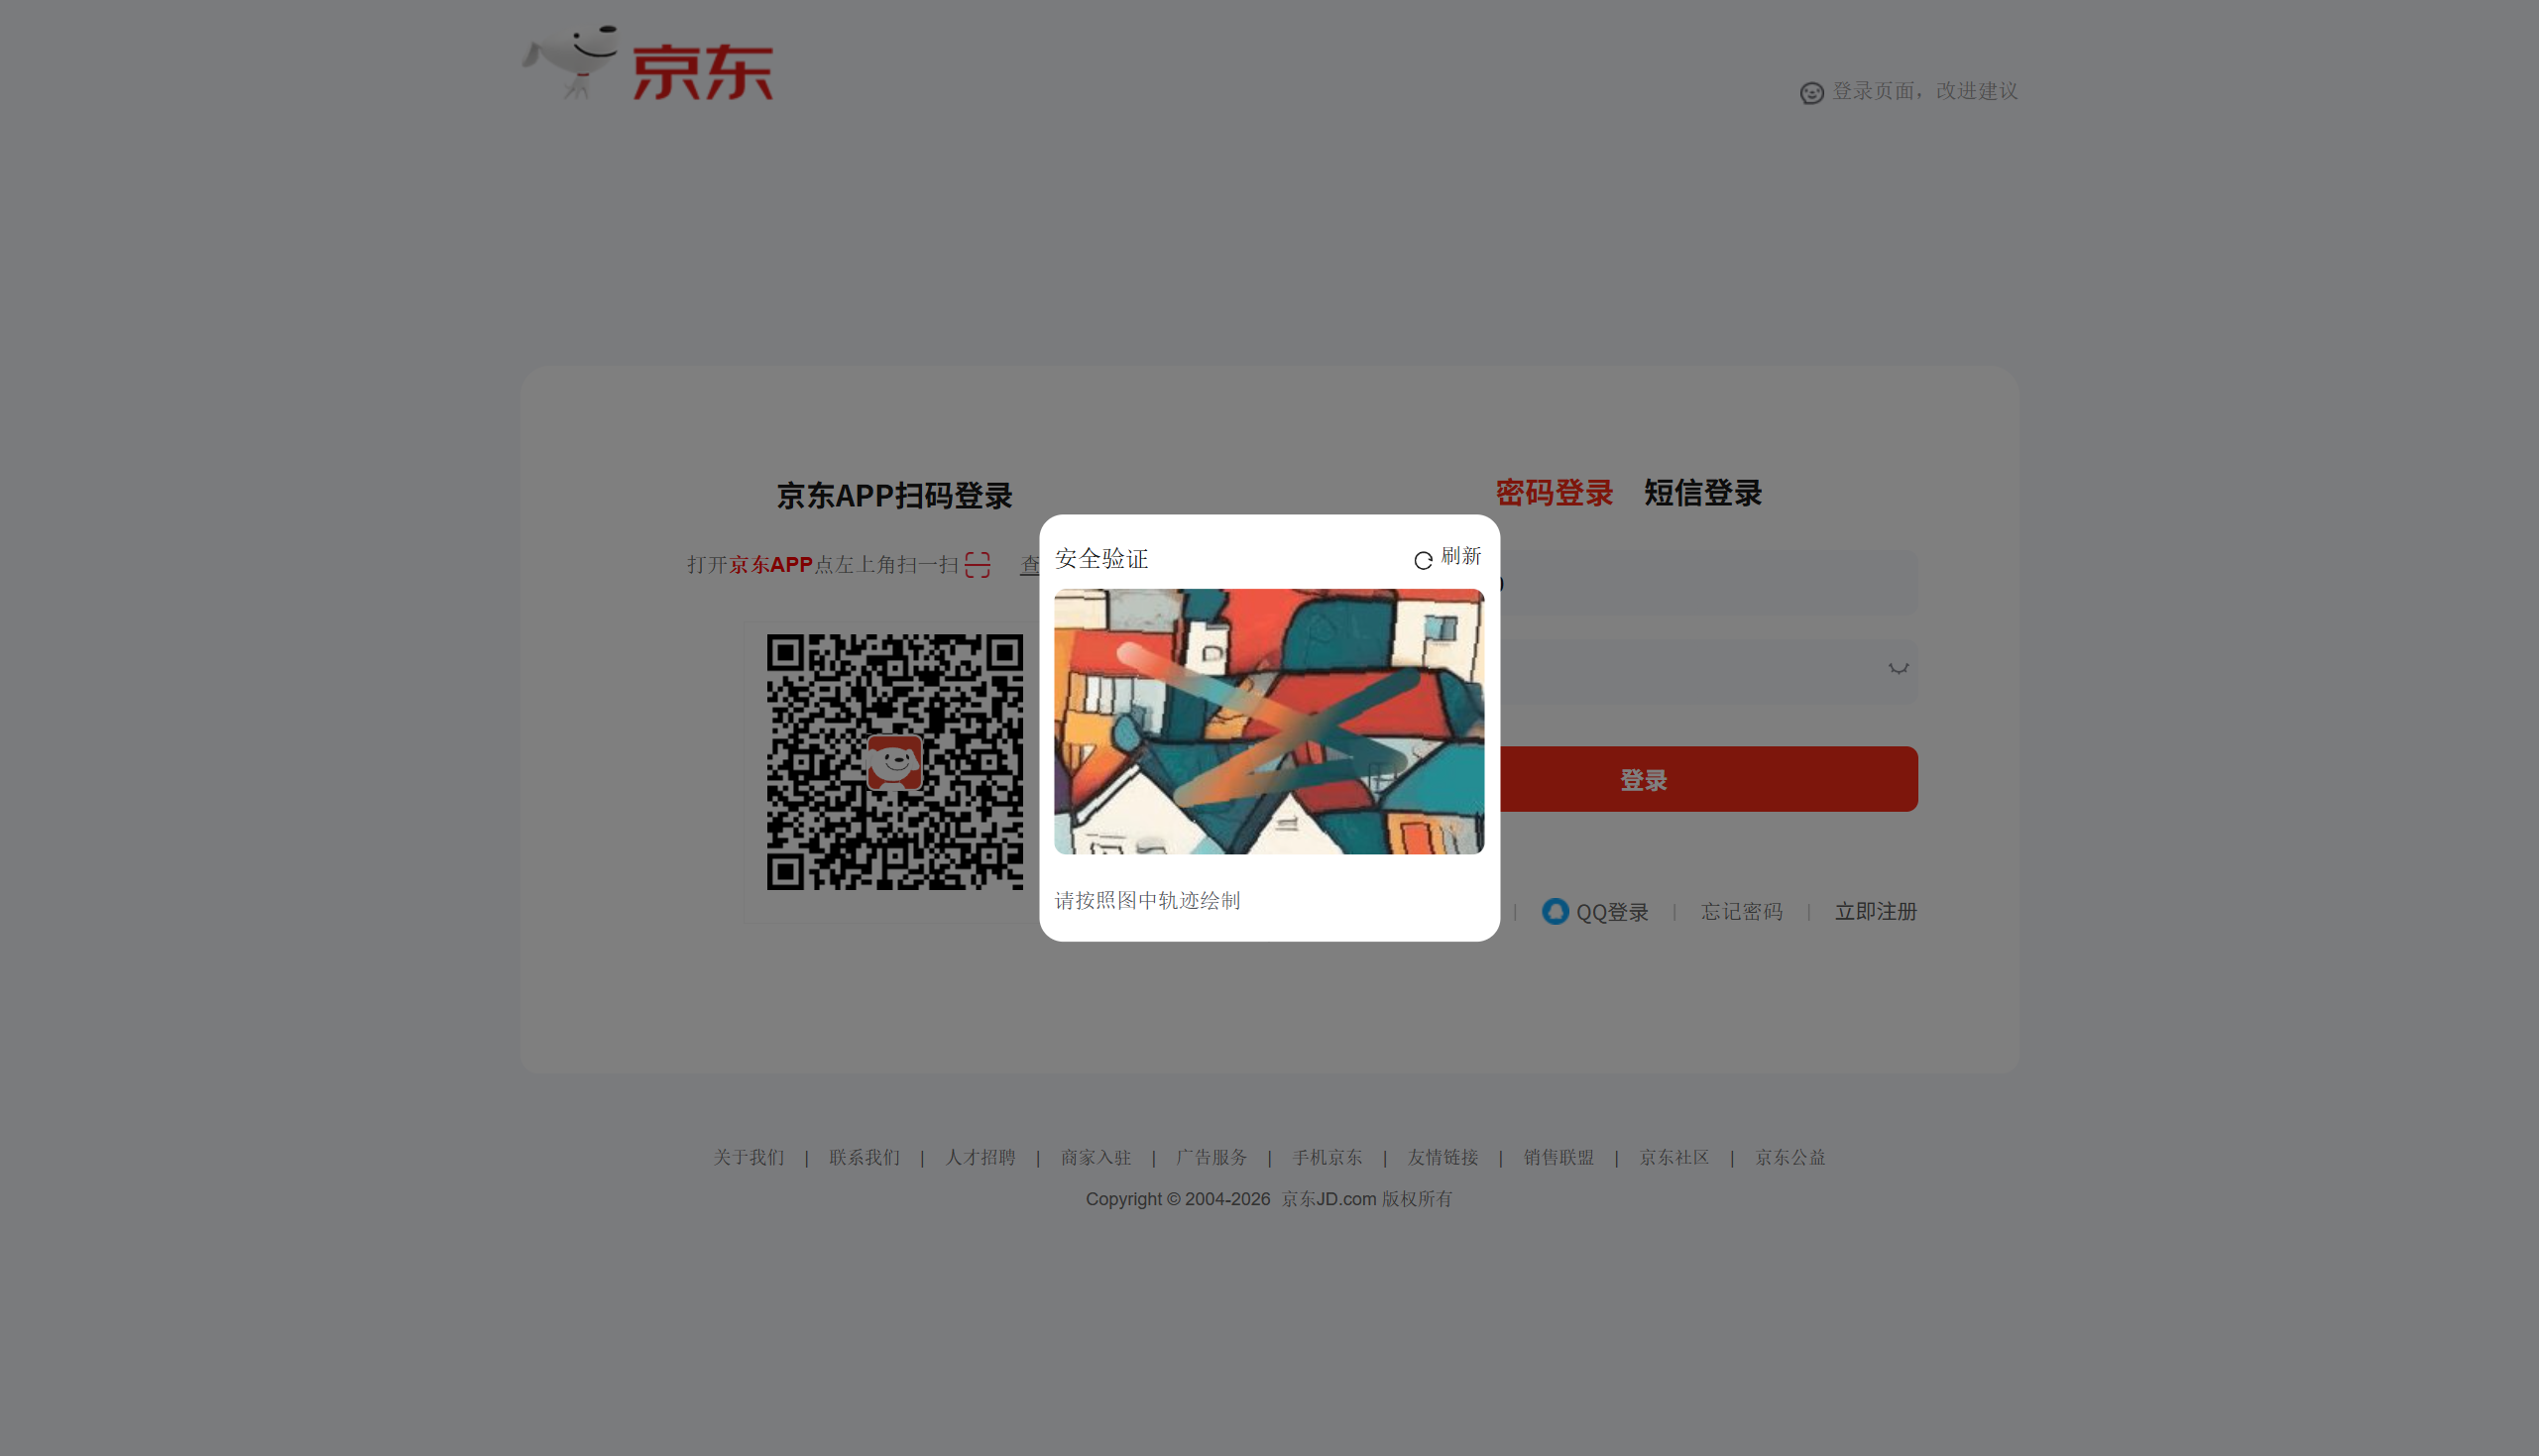 京东
登录页面，改进建议
京东APP扫码登录
密码登录 短信登录
打开京东APP点左上角扫一扫 查
安全验证
刷新
登录
请按照图中轨迹绘制
QQ登录 | 忘记密码 | 立即注册
关于我们 | 联系我们 | 人才招聘 | 商家入驻 | 广告服务 | 手机京东 | 友情链接 | 销售联盟 | 京东社区 | 京东公益
Copyright © 2004-2026 京东JD.com 版权所有